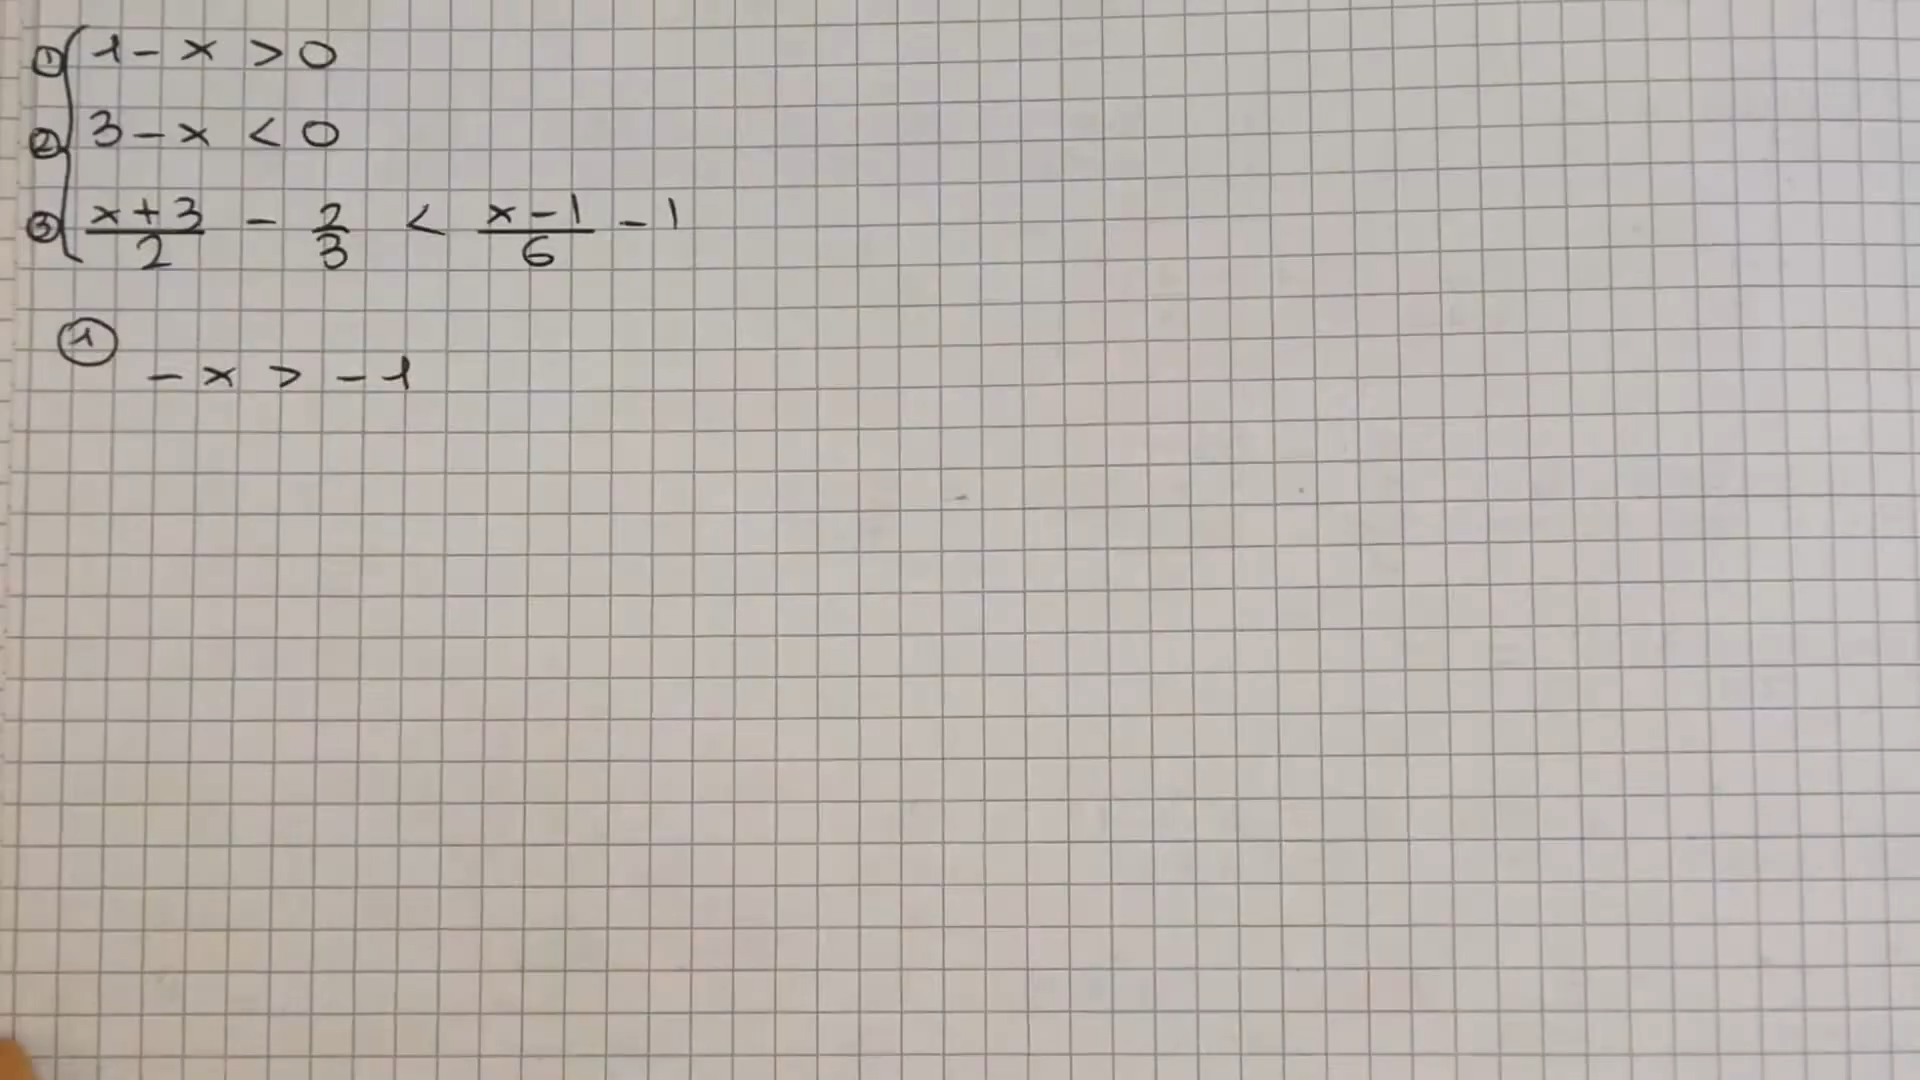 ① 1 - x > 0
② 3 - x < 0
③ x + 3 / 2 - 2 / 3 < x - 1 / 6 - 1
①
- x > - 1